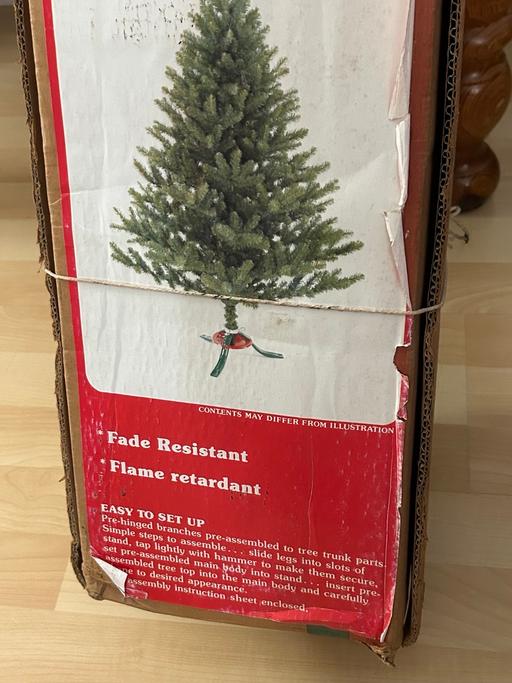 CONTENTS MAY DIFFER FROM ILLUSTRATION
* Fade Resistant
* Flame retardant
EASY TO SET UP
Pre-hinged branches pre-assembled to tree trunk parts.
Simple steps to assemble... slide legs into slots of
stand, tap lightly with hammer to make them secure,
set pre-assembled main body into stand... insert pre-
assembled tree top into the main body and carefully
to desired appearance.
assembly instruction sheet enclosed.